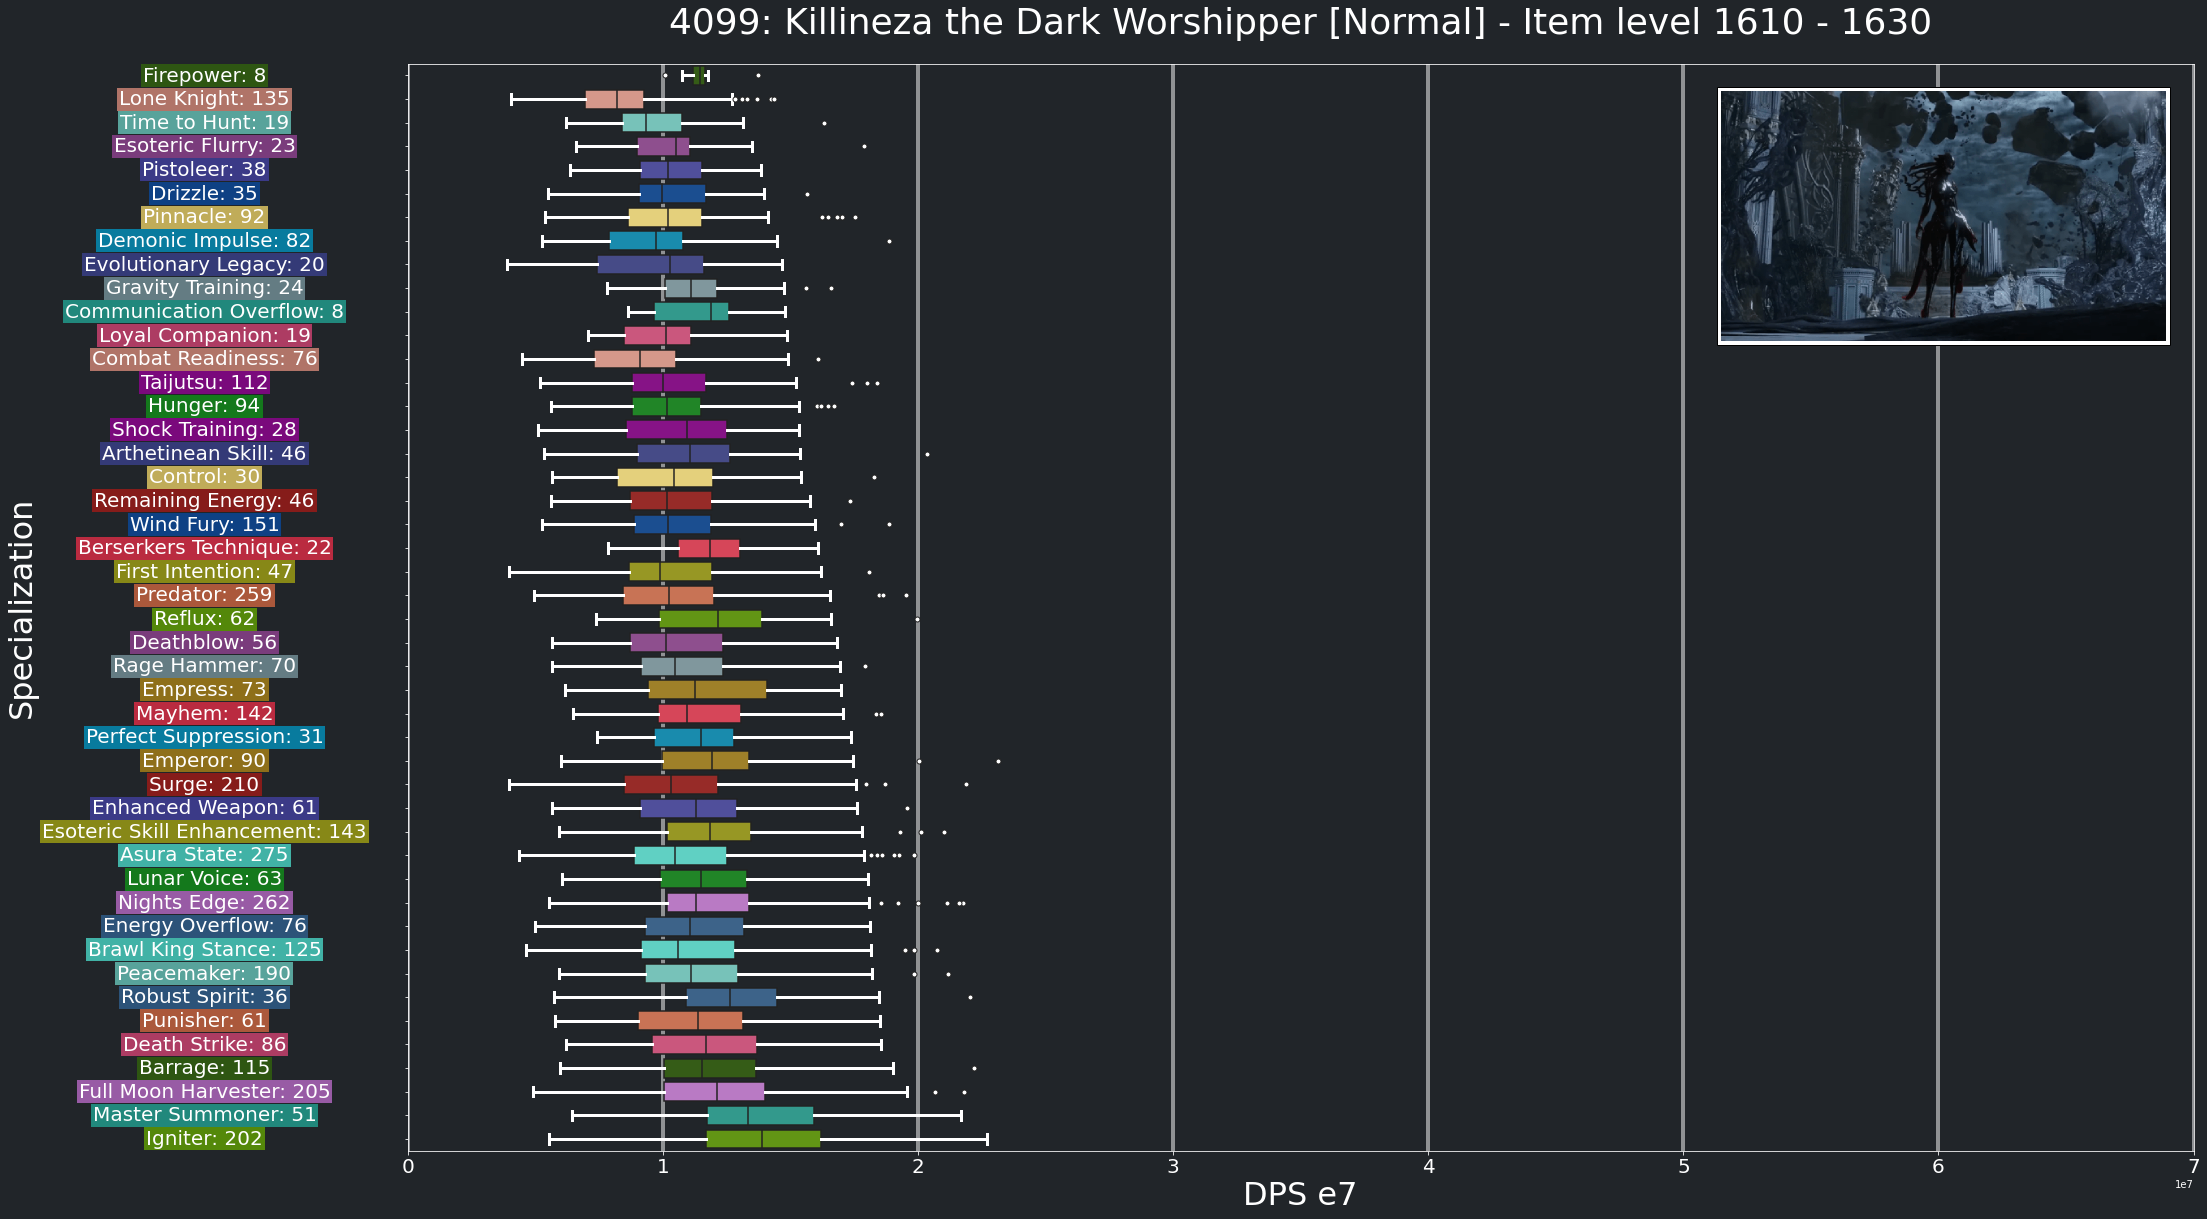 4099: Killineza the Dark Worshipper [Normal] - Item level 1610 - 1630
Specialization
Firepower: 8
Lone Knight: 135
Time to Hunt: 19
Esoteric Flurry: 23
Pistoleer: 38
Drizzle: 35
Pinnacle: 92
Demonic Impulse: 82
Evolutionary Legacy: 20
Gravity Training: 24
Communication Overflow: 8
Loyal Companion: 19
Combat Readiness: 76
Taijutsu: 112
Hunger: 94
Shock Training: 28
Arthetinean Skill: 46
Control: 30
Remaining Energy: 46
Wind Fury: 151
Berserkers Technique: 22
First Intention: 47
Predator: 259
Reflux: 62
Deathblow: 56
Rage Hammer: 70
Empress: 73
Mayhem: 142
Perfect Suppression: 31
Emperor: 90
Surge: 210
Enhanced Weapon: 61
Esoteric Skill Enhancement: 143
Asura State: 275
Lunar Voice: 63
Nights Edge: 262
Energy Overflow: 76
Brawl King Stance: 125
Peacemaker: 190
Robust Spirit: 36
Punisher: 61
Death Strike: 86
Barrage: 115
Full Moon Harvester: 205
Master Summoner: 51
Igniter: 202
0 1 2 3 4 5 6 7
1e7
DPS e7